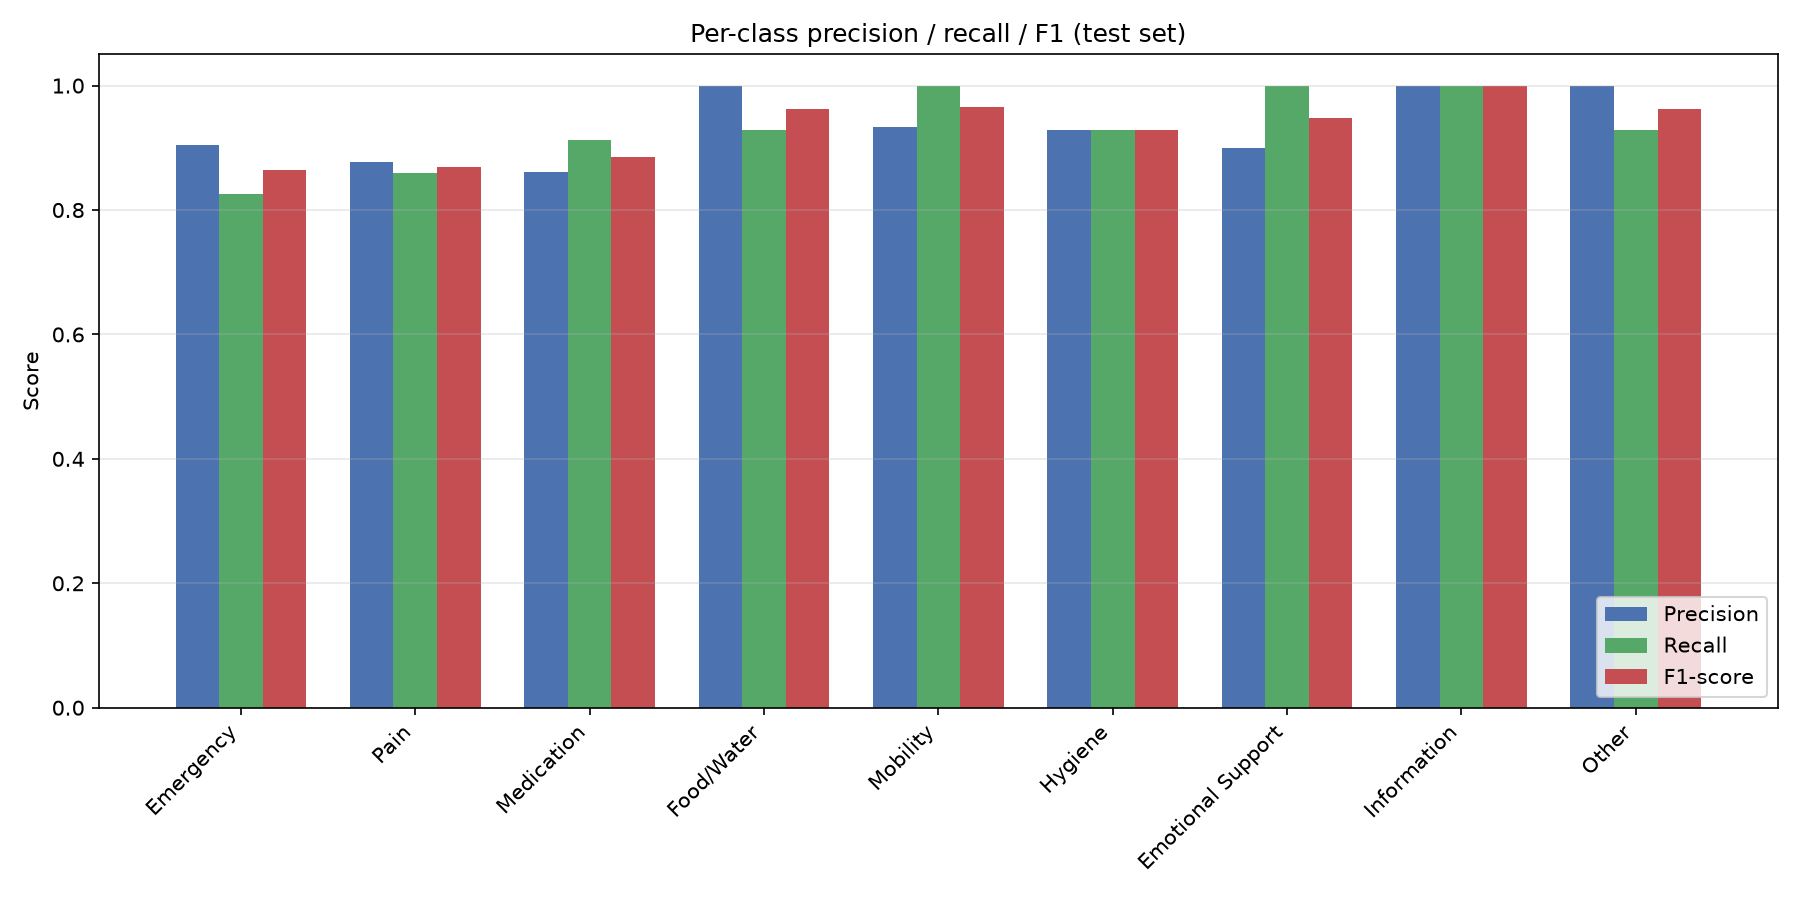 Per-class precision / recall / F1 (test set)
1.0
0.8
0.6
0.4
0.2
0.0
Score
Precision
Recall
F1-score
Emergency
Pain
Medication
Food/Water
Mobility
Hygiene
Emotional Support
Information
Other